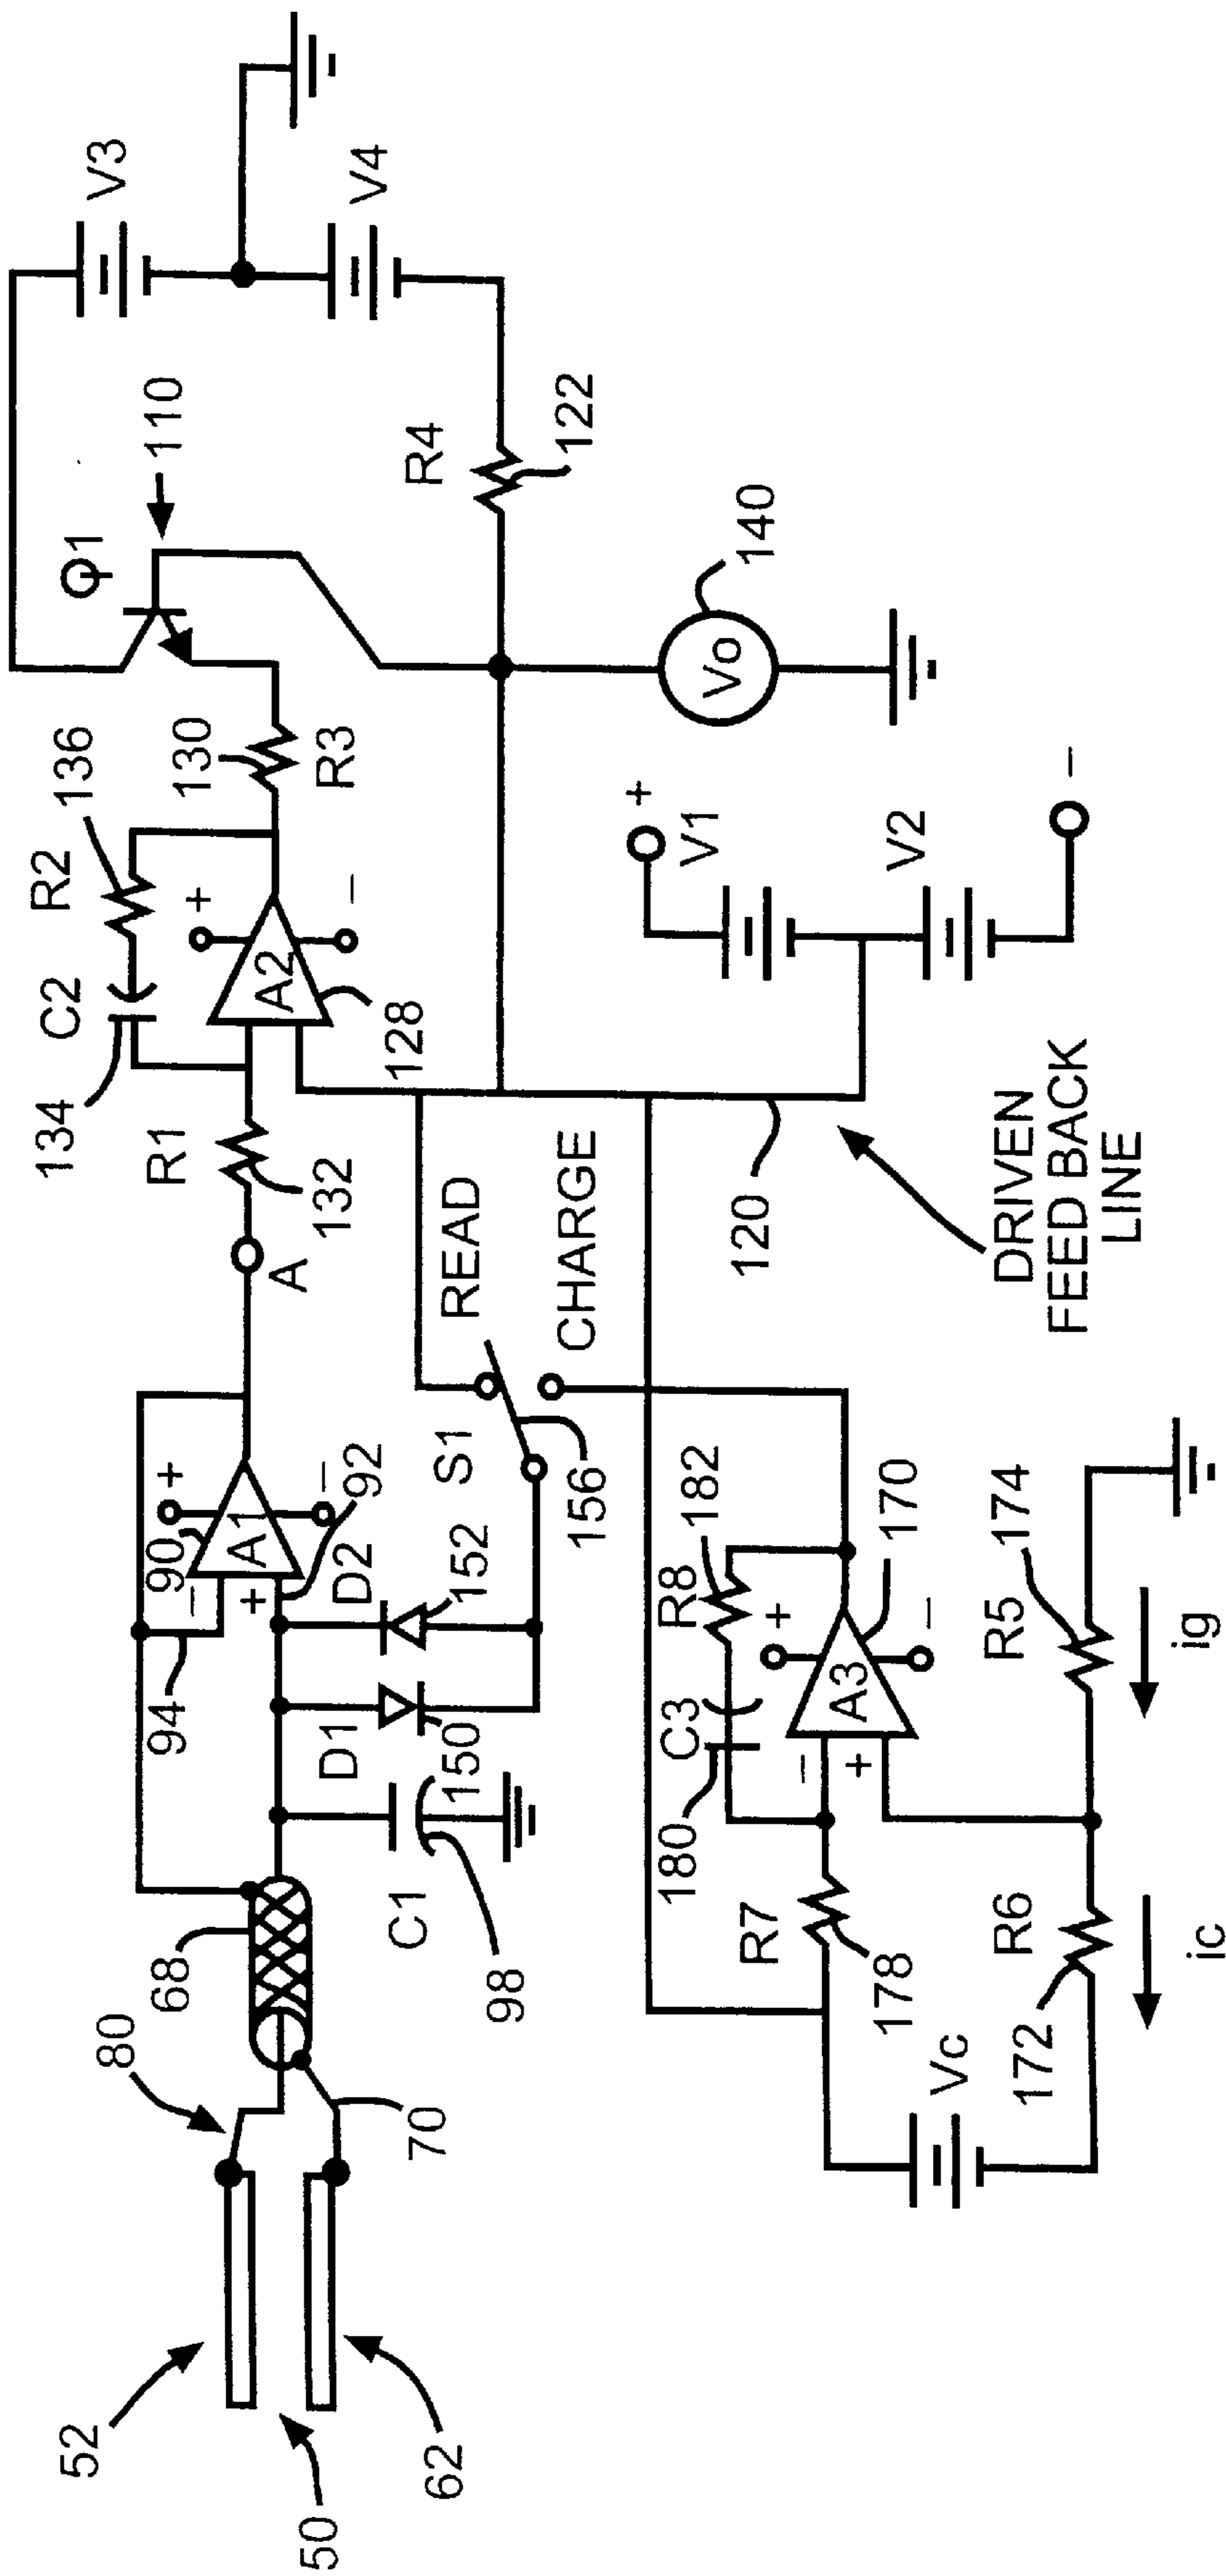 52
50
62
80
70
68
C1
98
94
90
A1
+
−
−
+
92
D1
150
D2
152
S1
156
READ
CHARGE
A
R1
132
134
C2
R2
136
A2
+
−
128
130
R3
Q1
110
V3
V4
R4
122
Vo
140
V1
+
V2
−
120
DRIVEN
FEED BACK
LINE
Vc
R7
178
180
C3
R8
182
A3
−
+
+
−
170
172
R6
ic
R5
174
ig